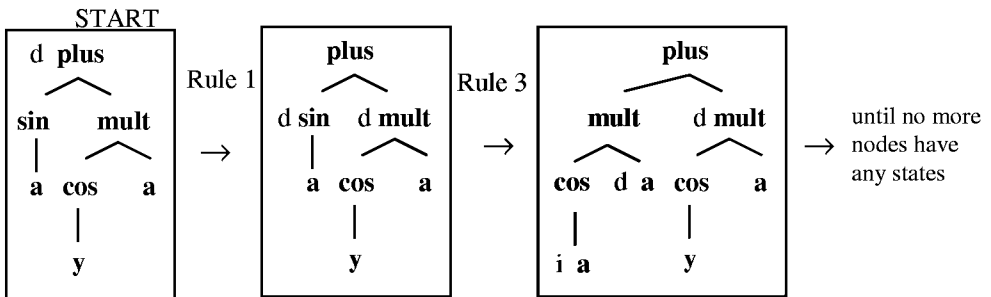 START
d plus
sin mult
a cos a
y
Rule 1
→
plus
d sin d mult
a cos a
y
Rule 3
→
plus
mult d mult
cos d a cos a
i a y
→
until no more
nodes have
any states